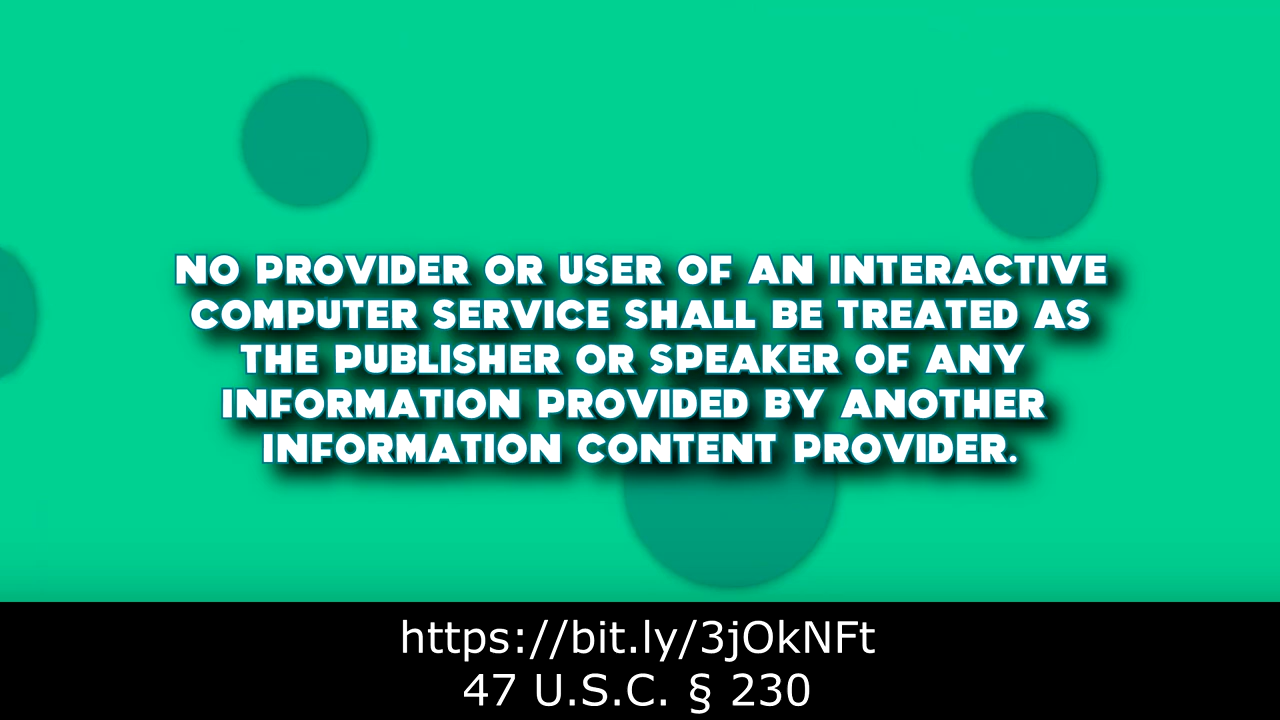 NO PROVIDER OR USER OF AN INTERACTIVE
COMPUTER SERVICE SHALL BE TREATED AS
THE PUBLISHER OR SPEAKER OF ANY
INFORMATION PROVIDED BY ANOTHER
INFORMATION CONTENT PROVIDER.
https://bit.ly/3jOkNFt
47 U.S.C. § 230